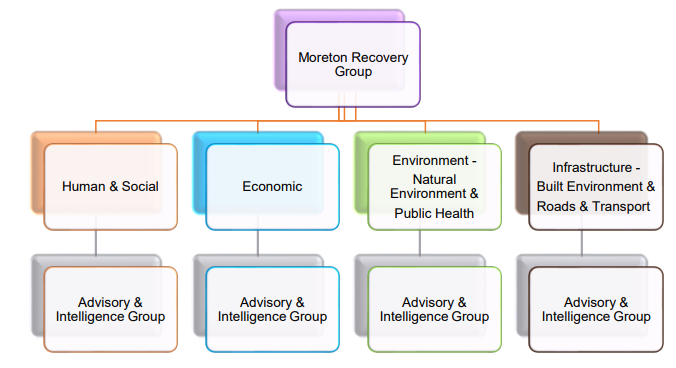 Moreton Recovery
Group
Human & Social
Economic
Environment -
Natural
Environment &
Public Health
Infrastructure -
Built Environment &
Roads & Transport
Advisory &
Intelligence Group
Advisory &
Intelligence Group
Advisory &
Intelligence Group
Advisory &
Intelligence Group